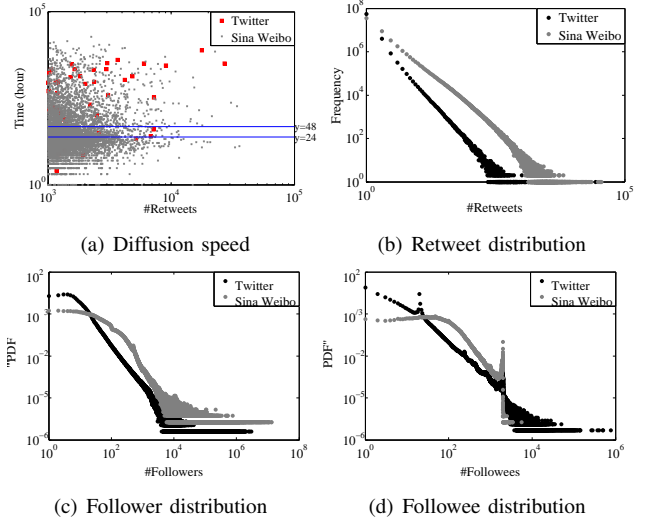 10^5
Twitter
Sina Weibo
Time (hour)
y=48
y=24
10^0
10^3
10^4
10^5
#Retweets
(a) Diffusion speed
10^8
10^6
10^4
10^2
10^0
Twitter
Sina Weibo
Frequency
10^0
10^5
#Retweets
(b) Retweet distribution
10^2
10^3
10^-2
10^-5
10^-6
Twitter
Sina Weibo
"PDF
10^0
10^2
10^4
10^6
10^8
#Followers
(c) Follower distribution
10^2
10^3
10^-2
10^-5
10^-6
Twitter
Sina Weibo
PDF"
10^0
10^2
10^4
10^6
#Followees
(d) Followee distribution